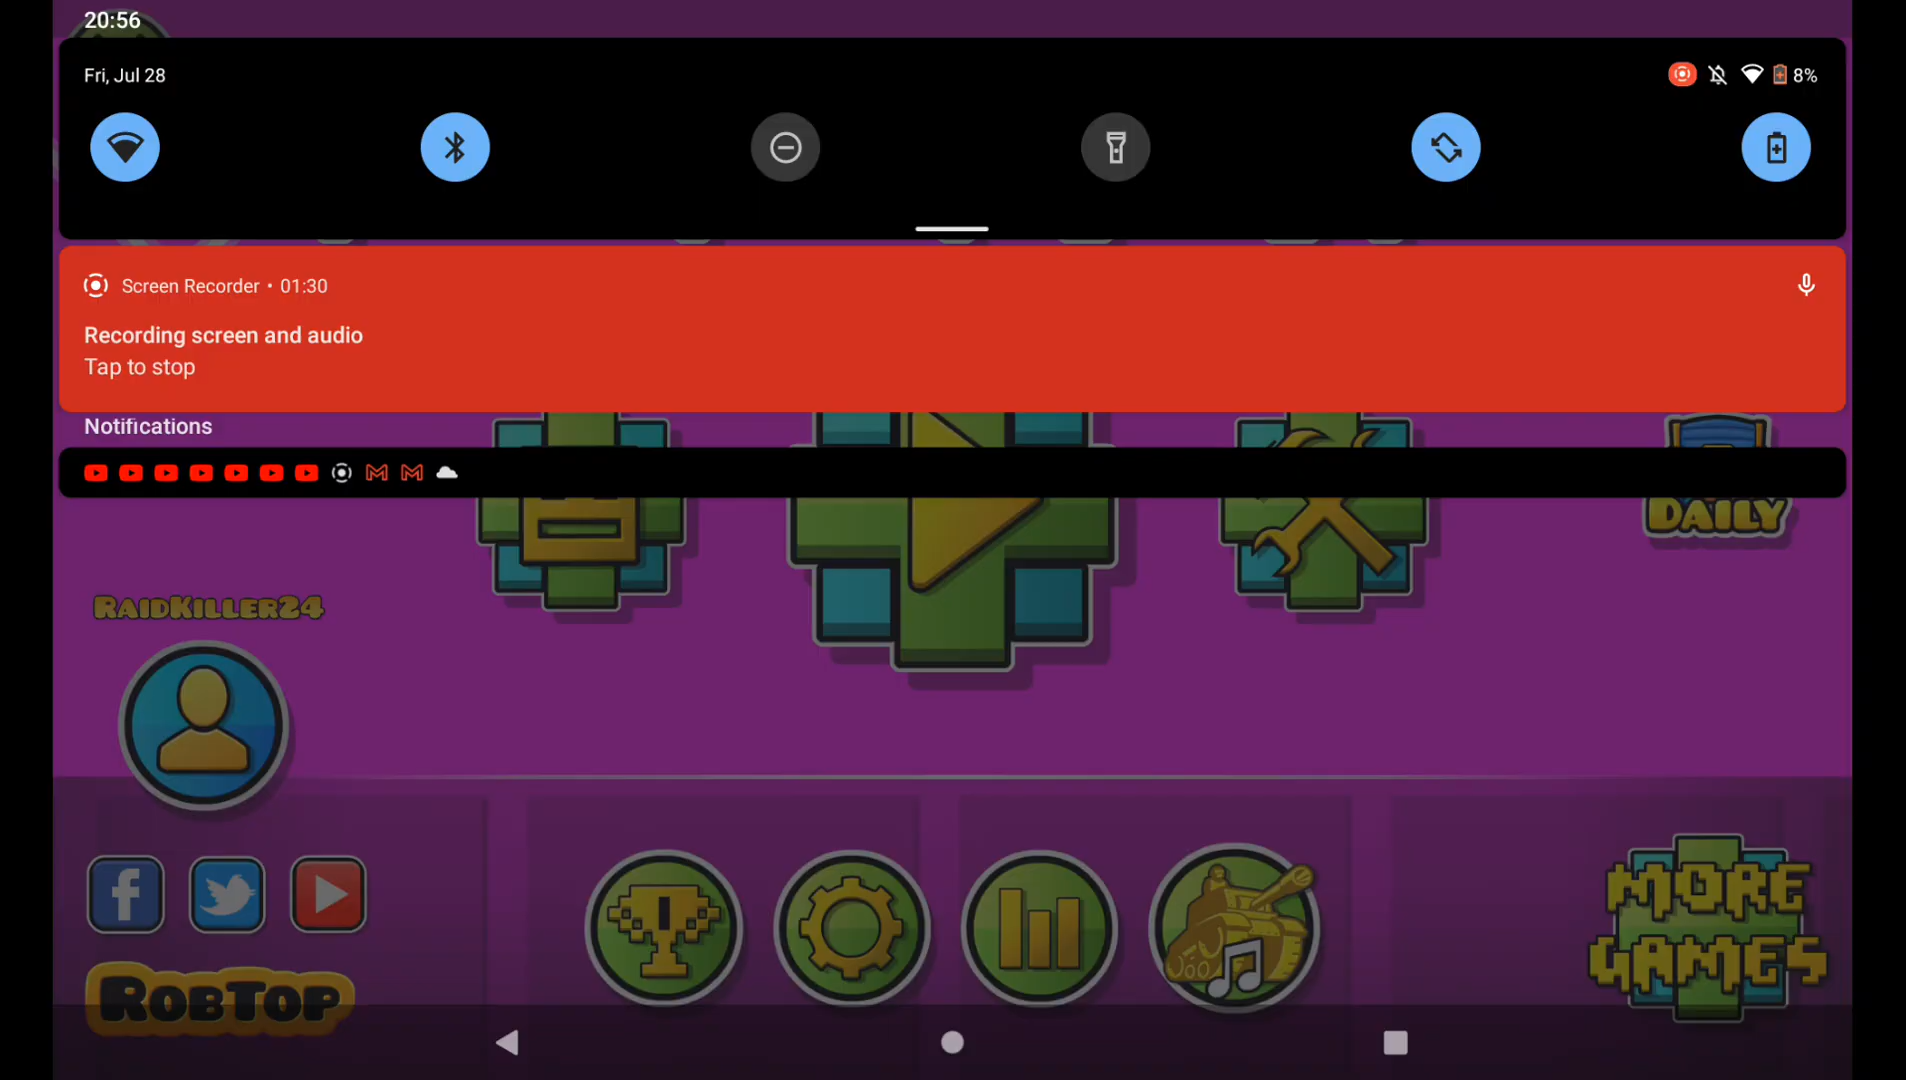 20:56
Fri, Jul 28
8%
Screen Recorder • 01:30
Recording screen and audio
Tap to stop
Notifications
DAILY
RAIDKILLER24
ROBTOP
MORE
GAMES